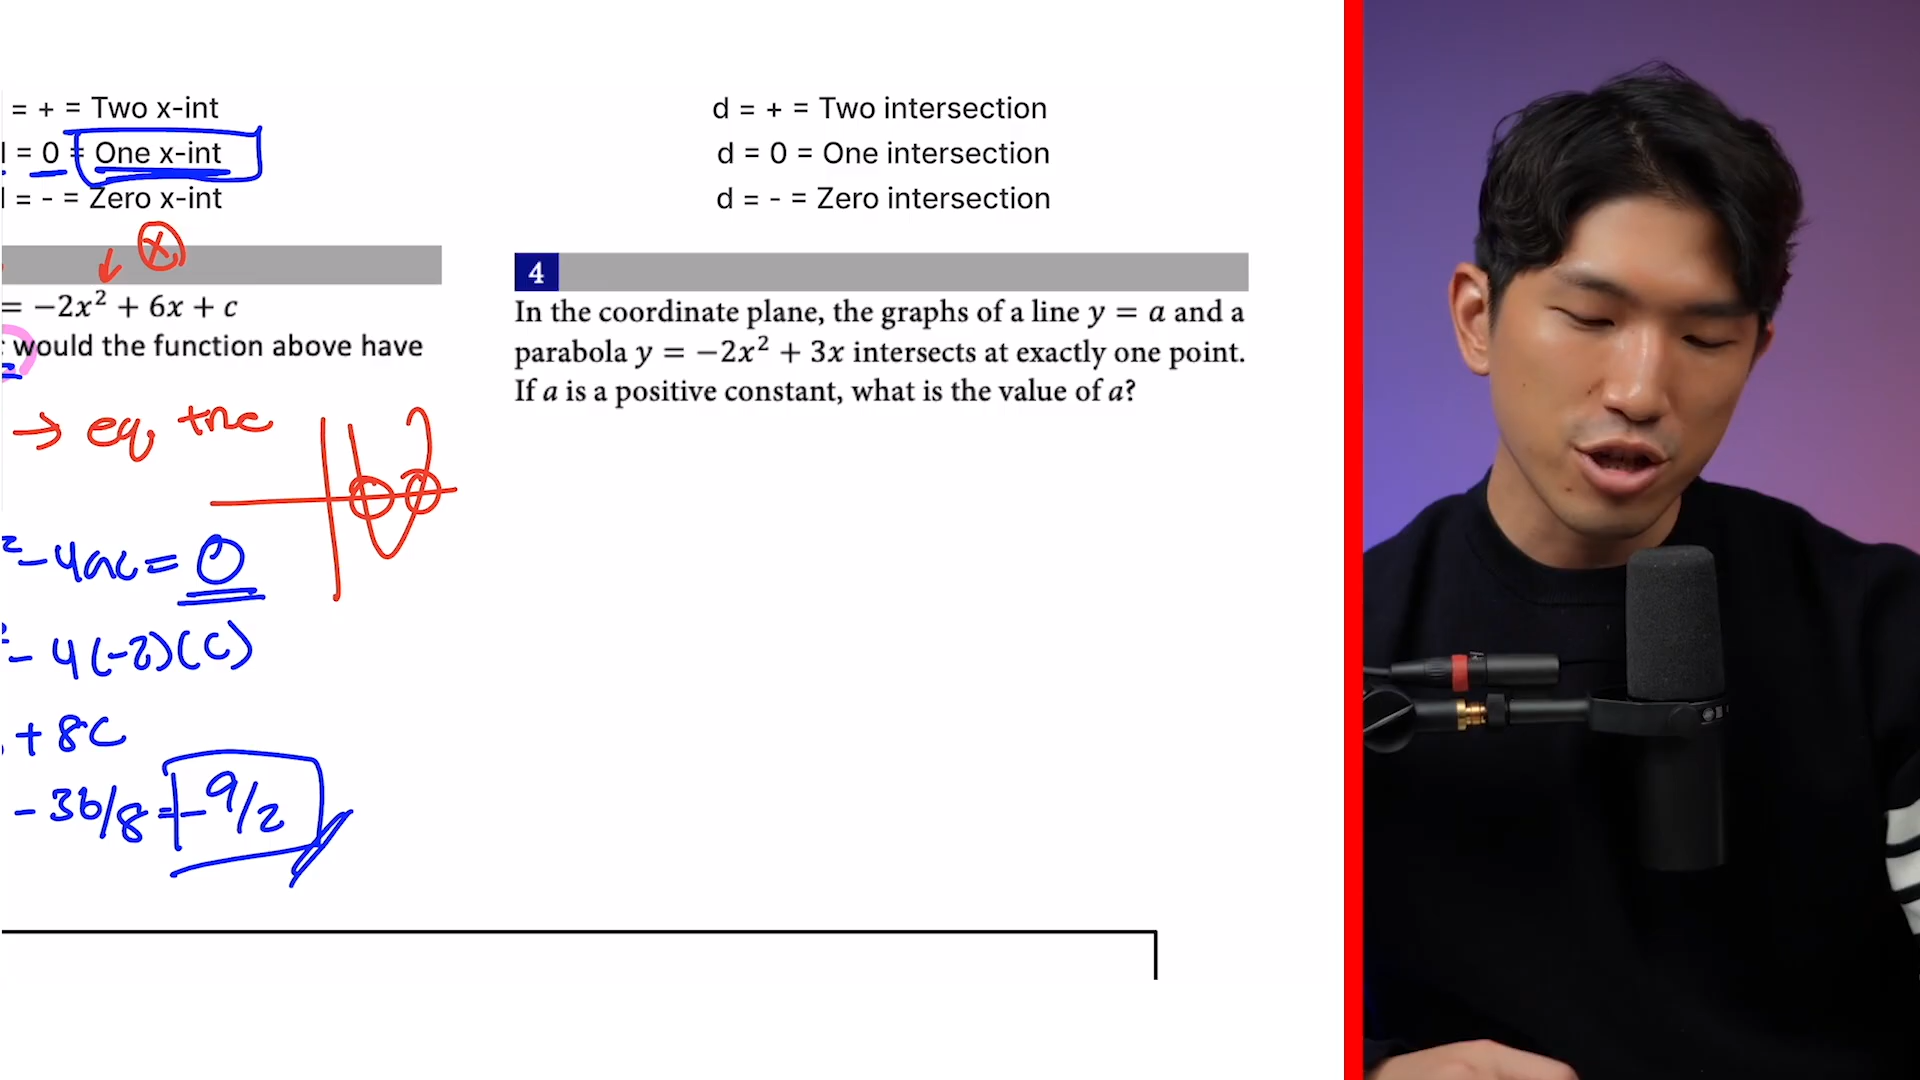 = + = Two x-int
= 0 = One x-int
= - = Zero x-int
x
= −2x² + 6x + c
would the function above have
→ eq, the
² - 4ac = 0
- 4(-2)(c)
+ 8c
- 36/8 = -9/2
d = + = Two intersection
d = 0 = One intersection
d = - = Zero intersection
4
In the coordinate plane, the graphs of a line y = a and a
parabola y = −2x² + 3x intersects at exactly one point.
If a is a positive constant, what is the value of a?